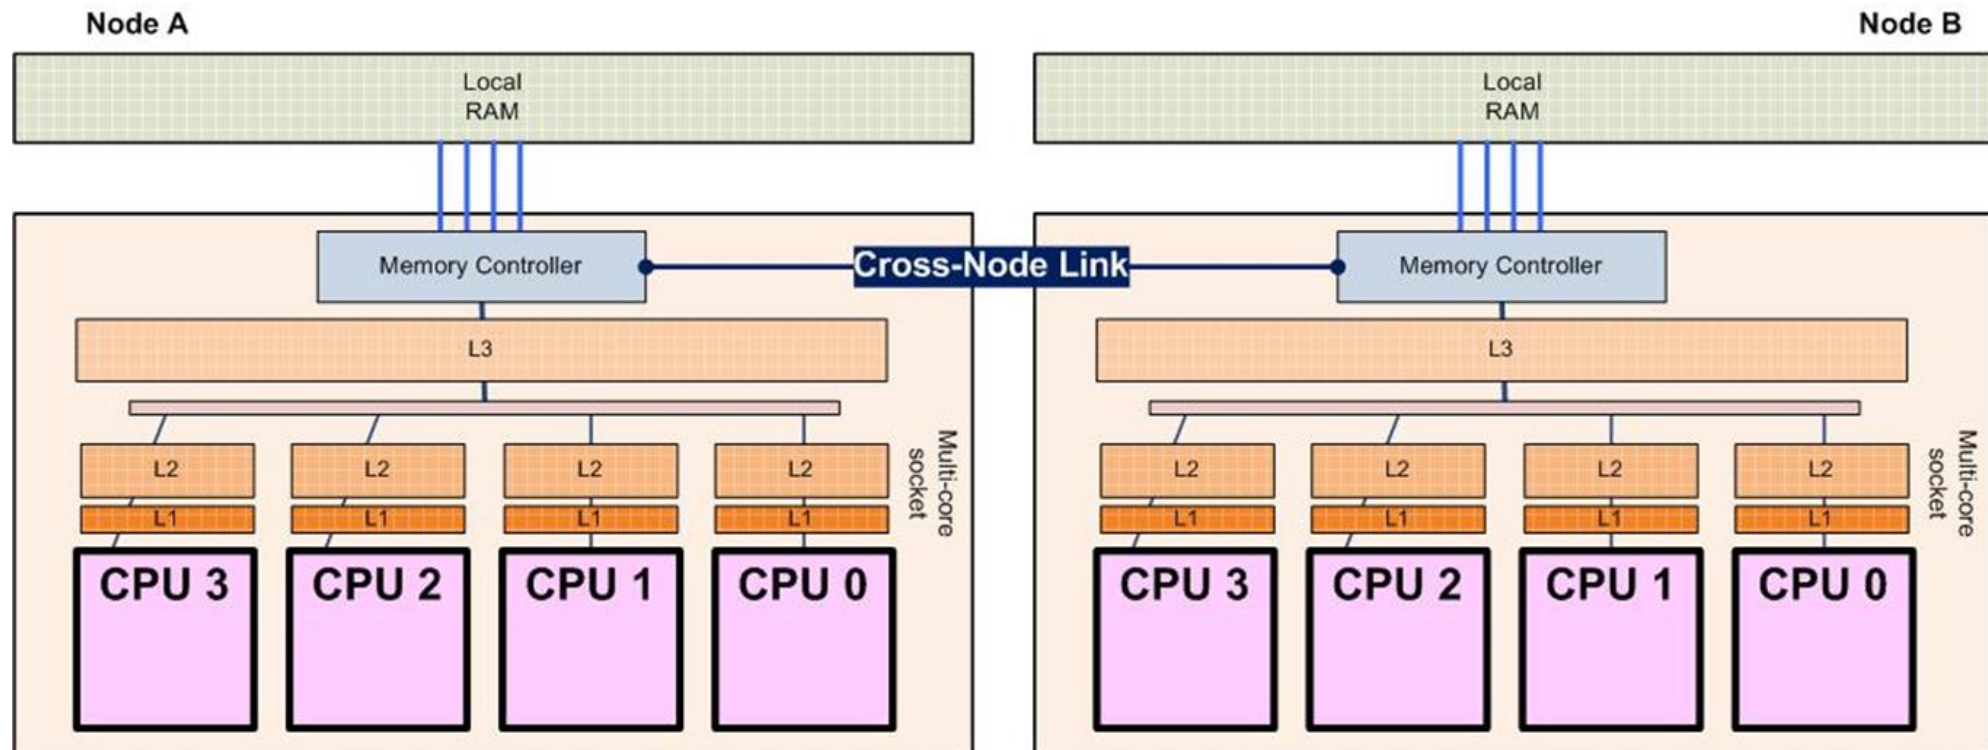 Node A
Node B
Local
RAM
Local
RAM
Memory Controller
Cross-Node Link
Memory Controller
L3
L3
L2
L2
L2
L2
Multi-core
socket
L2
L2
L2
L2
Multi-core
socket
L1
L1
L1
L1
L1
L1
L1
L1
CPU 3
CPU 2
CPU 1
CPU 0
CPU 3
CPU 2
CPU 1
CPU 0